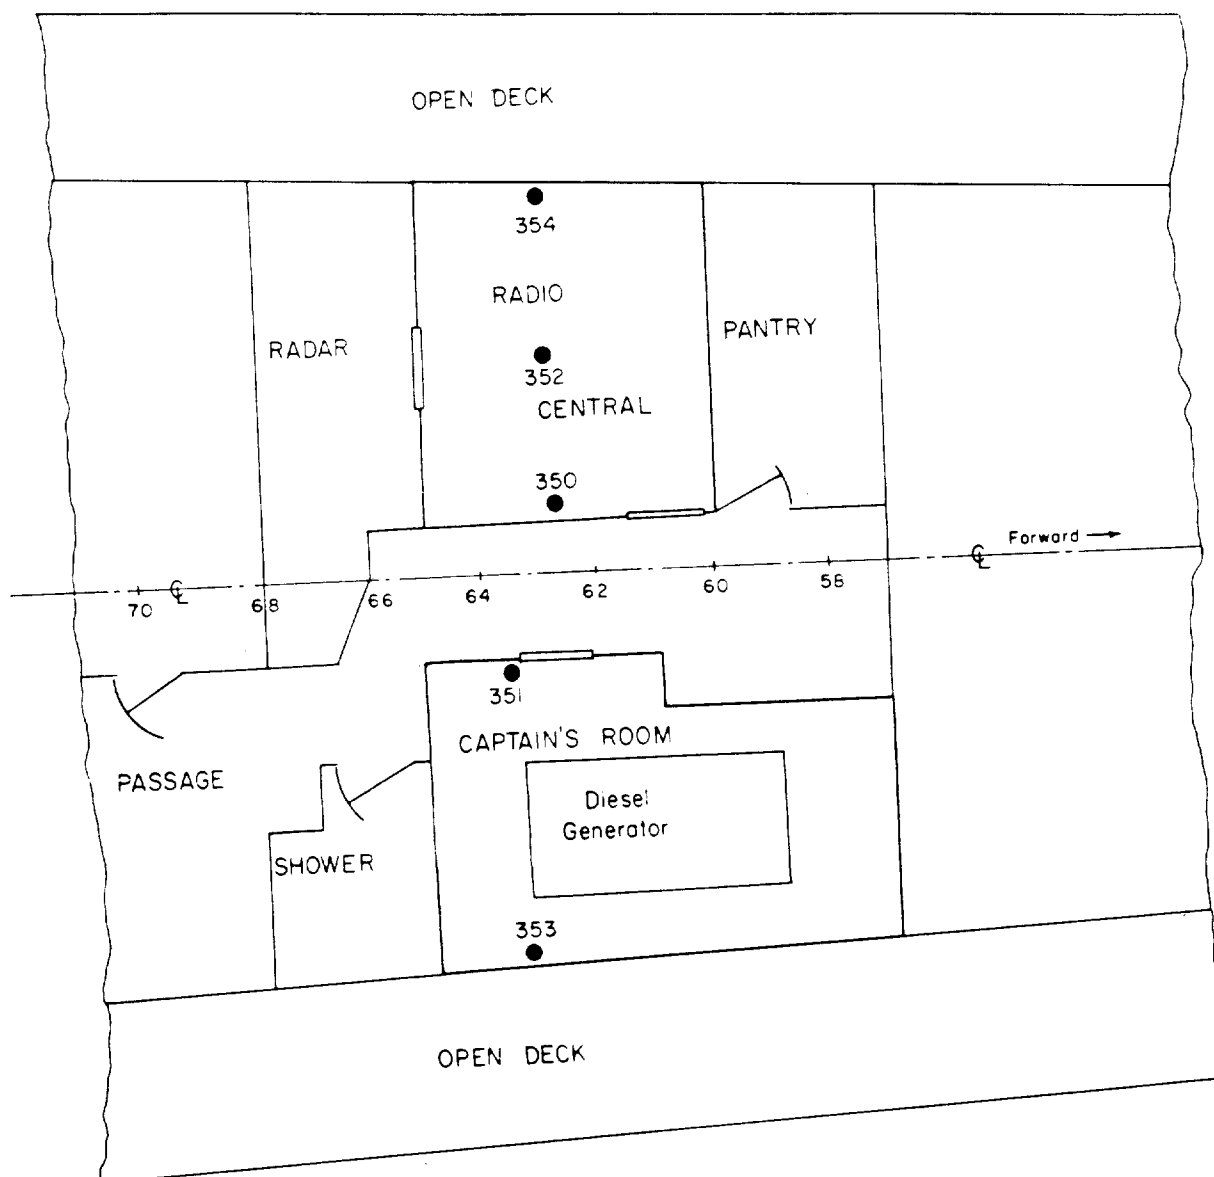 OPEN DECK
354
RADIO
RADAR
PANTRY
352
CENTRAL
350
Forward
70
℄
68
66
64
62
60
58
℄
351
CAPTAIN'S ROOM
PASSAGE
Diesel
Generator
SHOWER
353
OPEN DECK